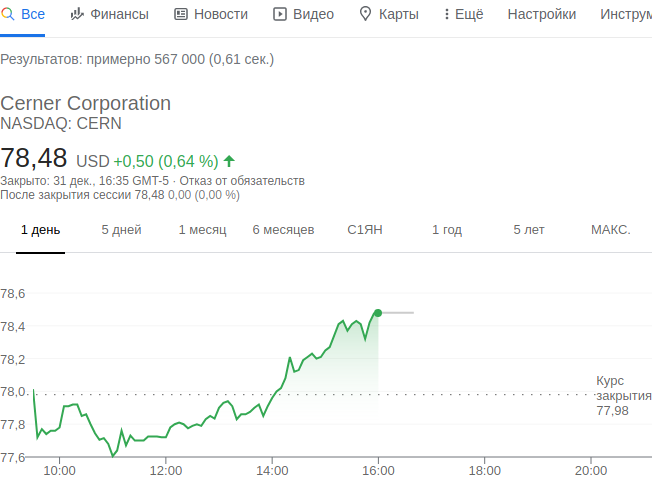 Все Финансы Новости Видео Карты Ещё Настройки Инструм
Результатов: примерно 567 000 (0,61 сек.)
Cerner Corporation
NASDAQ: CERN
78,48 USD +0,50 (0,64 %)
Закрыто: 31 дек., 16:35 GMT-5 · Отказ от обязательств
После закрытия сессии 78,48 0,00 (0,00 %)
1 день 5 дней 1 месяц 6 месяцев С1ЯН 1 год 5 лет МАКС.
78,6
78,4
78,2
78,0
77,8
77,6
Курс
закрытия
77,98
10:00 12:00 14:00 16:00 18:00 20:00